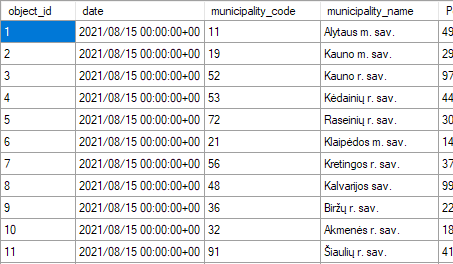 object_id date municipality_code municipality_name P
1 2021/08/15 00:00:00+00 11 Alytaus m. sav. 49
2 2021/08/15 00:00:00+00 19 Kauno m. sav. 29
3 2021/08/15 00:00:00+00 52 Kauno r. sav. 97
4 2021/08/15 00:00:00+00 53 Kėdainių r. sav. 44
5 2021/08/15 00:00:00+00 72 Raseinių r. sav. 30
6 2021/08/15 00:00:00+00 21 Klaipėdos m. sav. 14
7 2021/08/15 00:00:00+00 56 Kretingos r. sav. 37
8 2021/08/15 00:00:00+00 48 Kalvarijos sav. 99
9 2021/08/15 00:00:00+00 36 Biržų r. sav. 22
10 2021/08/15 00:00:00+00 32 Akmenės r. sav. 18
11 2021/08/15 00:00:00+00 91 Šiaulių r. sav. 41